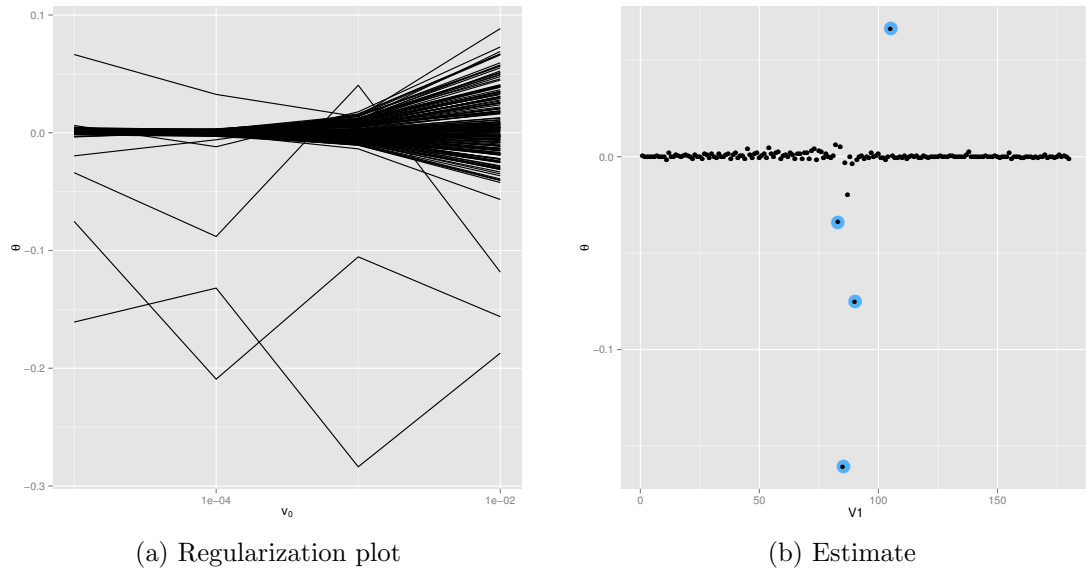 0.1
0.0
−0.1
−0.2
−0.3
θ
1e−04
1e−02
v₀
(a) Regularization plot
0.0
−0.1
θ
0
50
100
150
V1
(b) Estimate